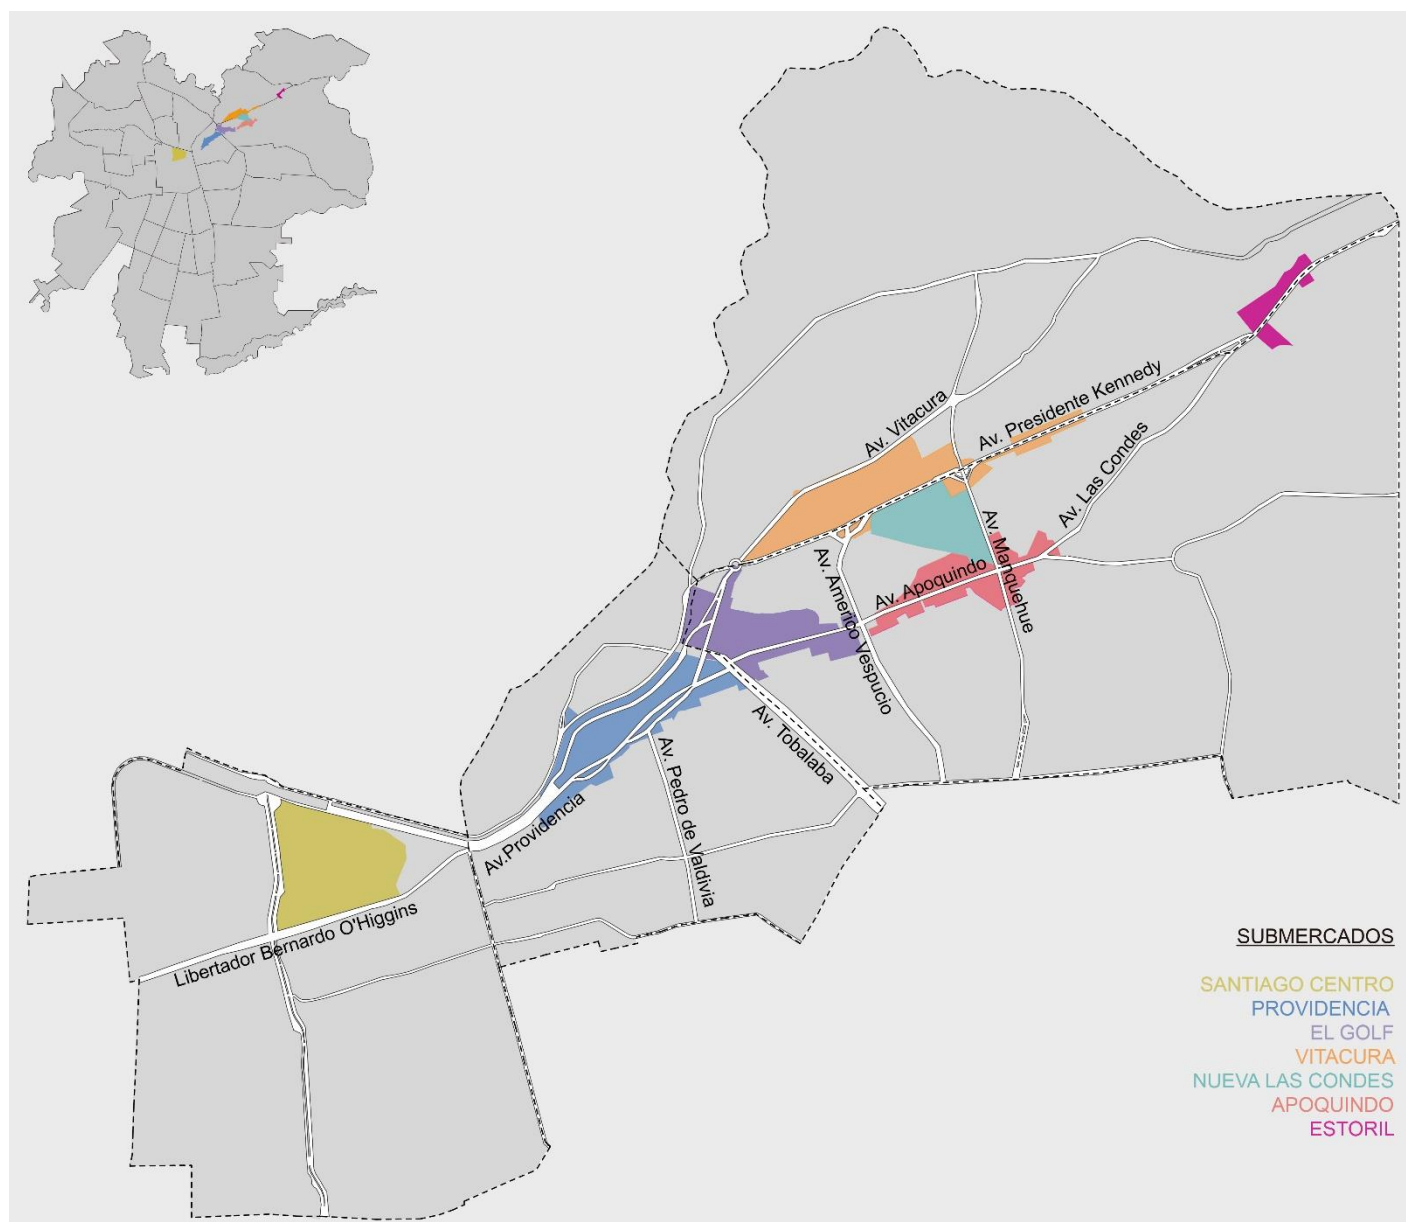 Av. Vitacura
Av. Presidente Kennedy
Av. Las Condes
Av. Manquehue
Av. Apoquindo
Av. Americo Vespucio
Av. Tobalaba
Av. Pedro de Valdivia
Av.Providencia
Libertador Bernardo O'Higgins
SUBMERCADOS
SANTIAGO CENTRO
PROVIDENCIA
EL GOLF
VITACURA
NUEVA LAS CONDES
APOQUINDO
ESTORIL